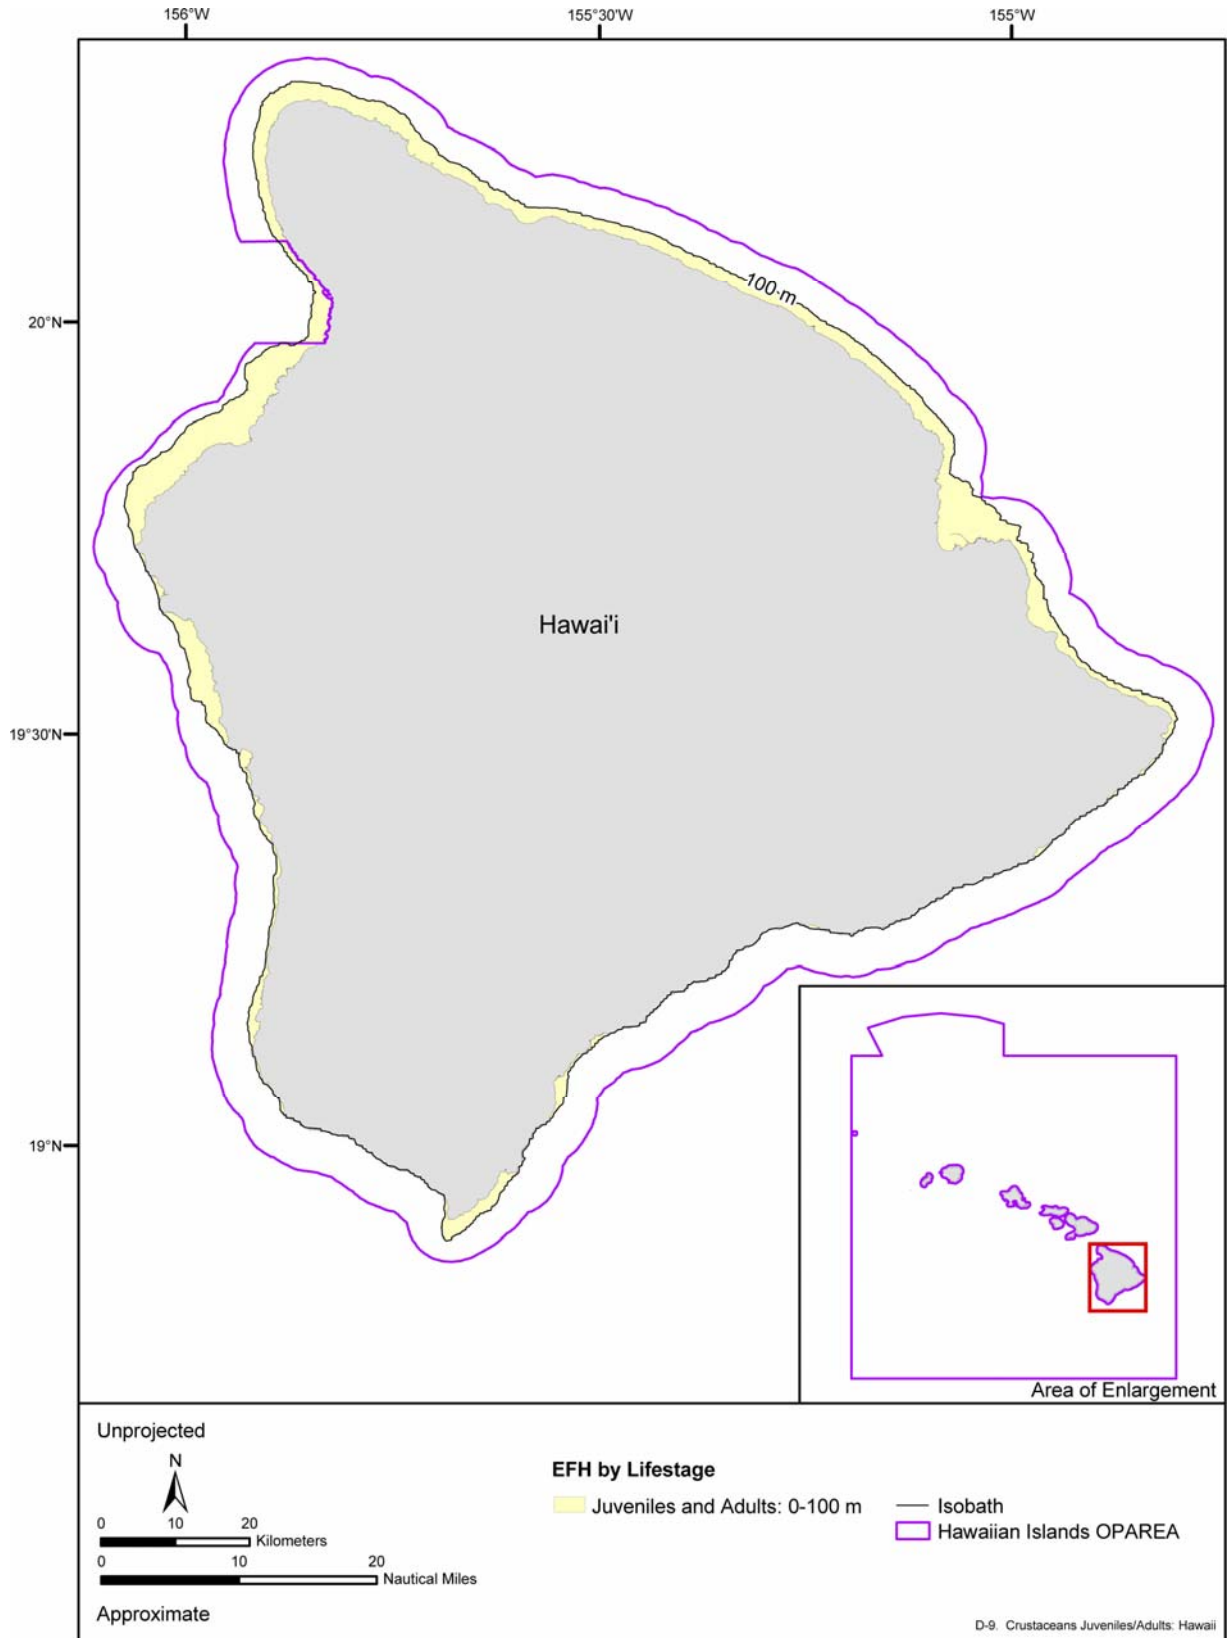 156°W
155°30'W
155°W
20°N
100 m
Hawai'i
19°30'N
19°N
Area of Enlargement
Unprojected
N
0 10 20
Kilometers
0 10 20
Nautical Miles
Approximate
EFH by Lifestage
Juveniles and Adults: 0-100 m
Isobath
Hawaiian Islands OPAREA
D-9. Crustaceans Juveniles/Adults: Hawaii